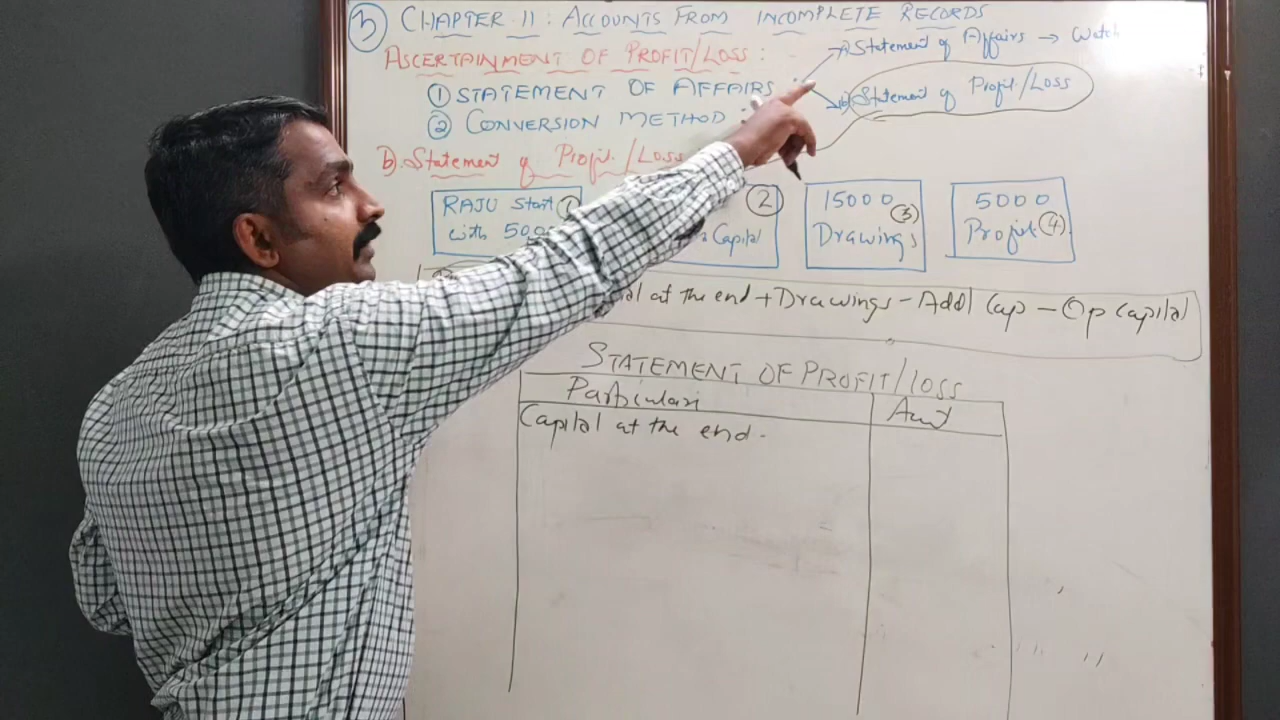 ③ CHAPTER 11 : ACCOUNTS FROM INCOMPLETE RECORDS
ASCERTAINMENT OF PROFIT/LOSS :
a) Statement of Affairs → Watch
① STATEMENT OF AFFAIRS
b) Statement of Profit/Loss
② CONVERSION METHOD :
b). Statement of Profit/Loss
RAJU Start ①
with 500
②
Capital
15000 ③
Drawings
5000
Profit ④
at the end + Drawings - Addl Cap - Op Capital
STATEMENT OF PROFIT/LOSS
Particulars
Amt
Capital at the end.